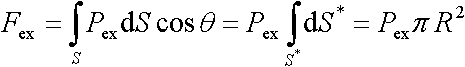 F_ex = ∫_S P_ex dS cos θ = P_ex ∫_{S*} dS* = P_ex π R²